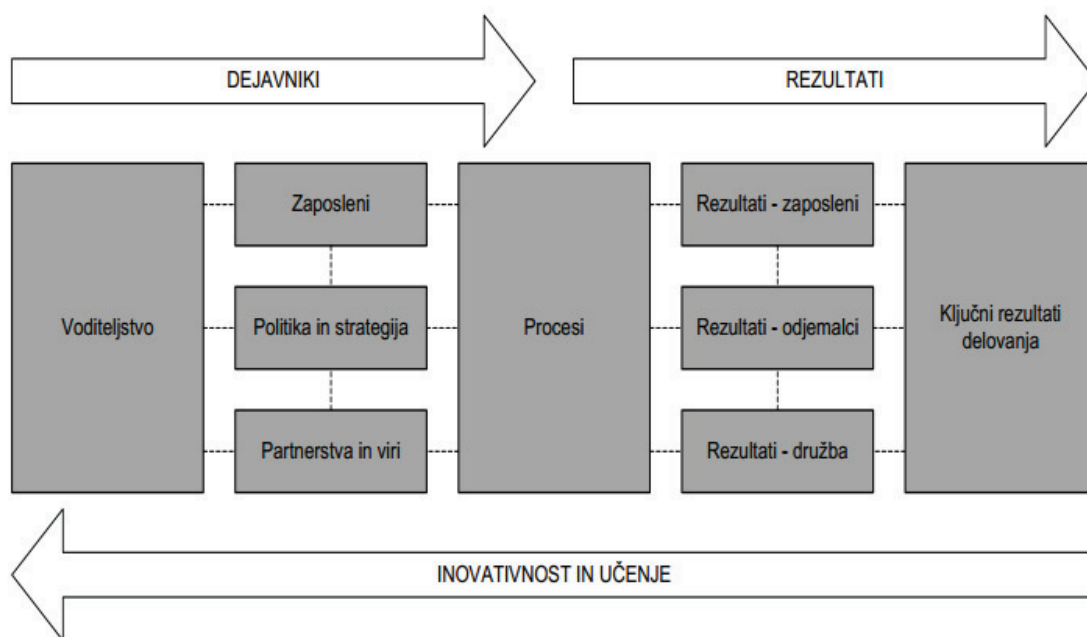 DEJAVNIKI
REZULTATI
Voditeljstvo
Zaposleni
Politika in strategija
Partnerstva in viri
Procesi
Rezultati - zaposleni
Rezultati - odjemalci
Rezultati - družba
Ključni rezultati
delovanja
INOVATIVNOST IN UČENJE